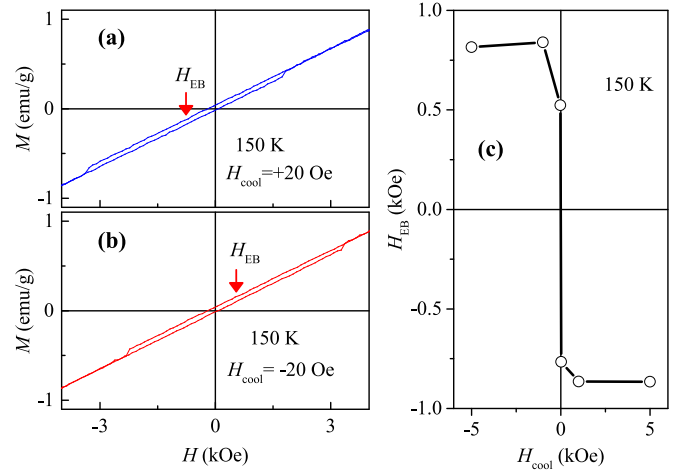 (a)
H_EB
M (emu/g)
1
0
-1
150 K
H_cool=+20 Oe
(b)
H_EB
M (emu/g)
1
0
-1
150 K
H_cool= -20 Oe
-3
0
3
H (kOe)
1.0
0.5
0.0
-0.5
-1.0
H_EB (kOe)
150 K
(c)
-5
0
5
H_cool (kOe)